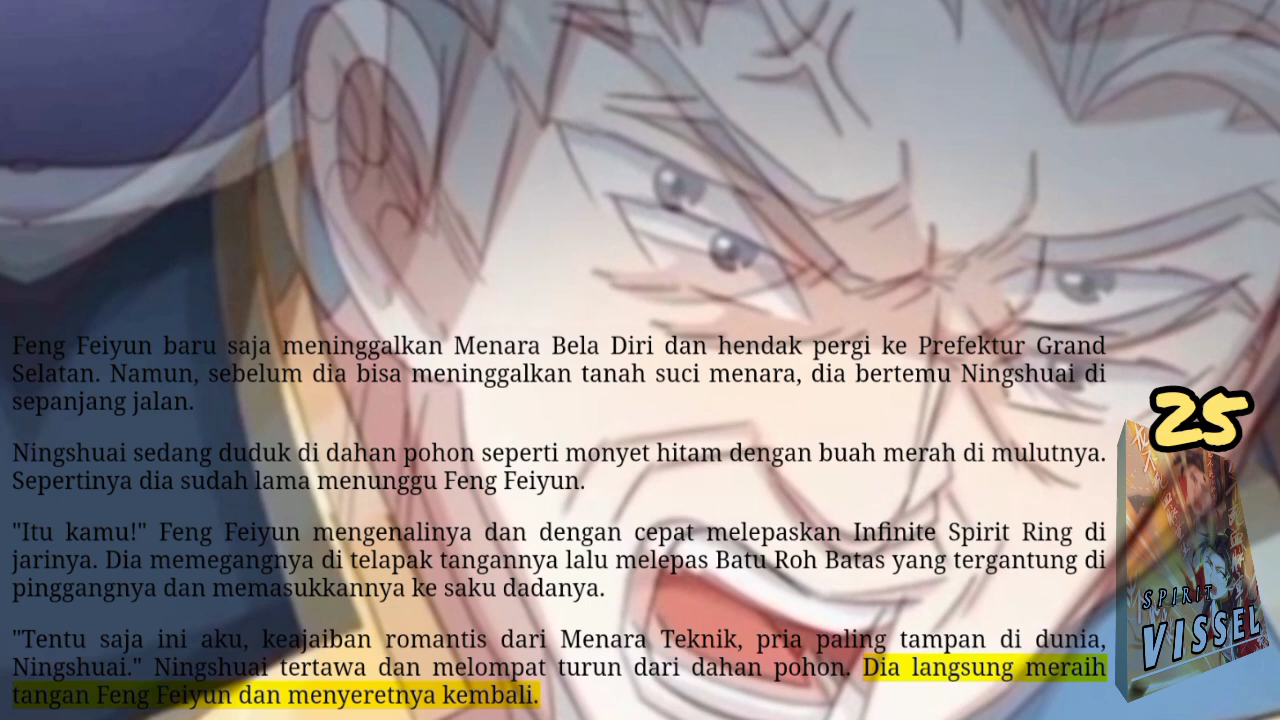 Feng Feiyun baru saja meninggalkan Menara Bela Diri dan hendak pergi ke Prefektur Grand
Selatan. Namun, sebelum dia bisa meninggalkan tanah suci menara, dia bertemu Ningshuai di
sepanjang jalan.
Ningshuai sedang duduk di dahan pohon seperti monyet hitam dengan buah merah di mulutnya.
Sepertinya dia sudah lama menunggu Feng Feiyun.
"Itu kamu!" Feng Feiyun mengenalinya dan dengan cepat melepaskan Infinite Spirit Ring di
jarinya. Dia memegangnya di telapak tangannya lalu melepas Batu Roh Batas yang tergantung di
pinggangnya dan memasukkannya ke saku dadanya.
"Tentu saja ini aku, keajaiban romantis dari Menara Teknik, pria paling tampan di dunia,
Ningshuai." Ningshuai tertawa dan melompat turun dari dahan pohon. Dia langsung meraih
tangan Feng Feiyun dan menyeretnya kembali.
25
SPIRIT
VISSEL